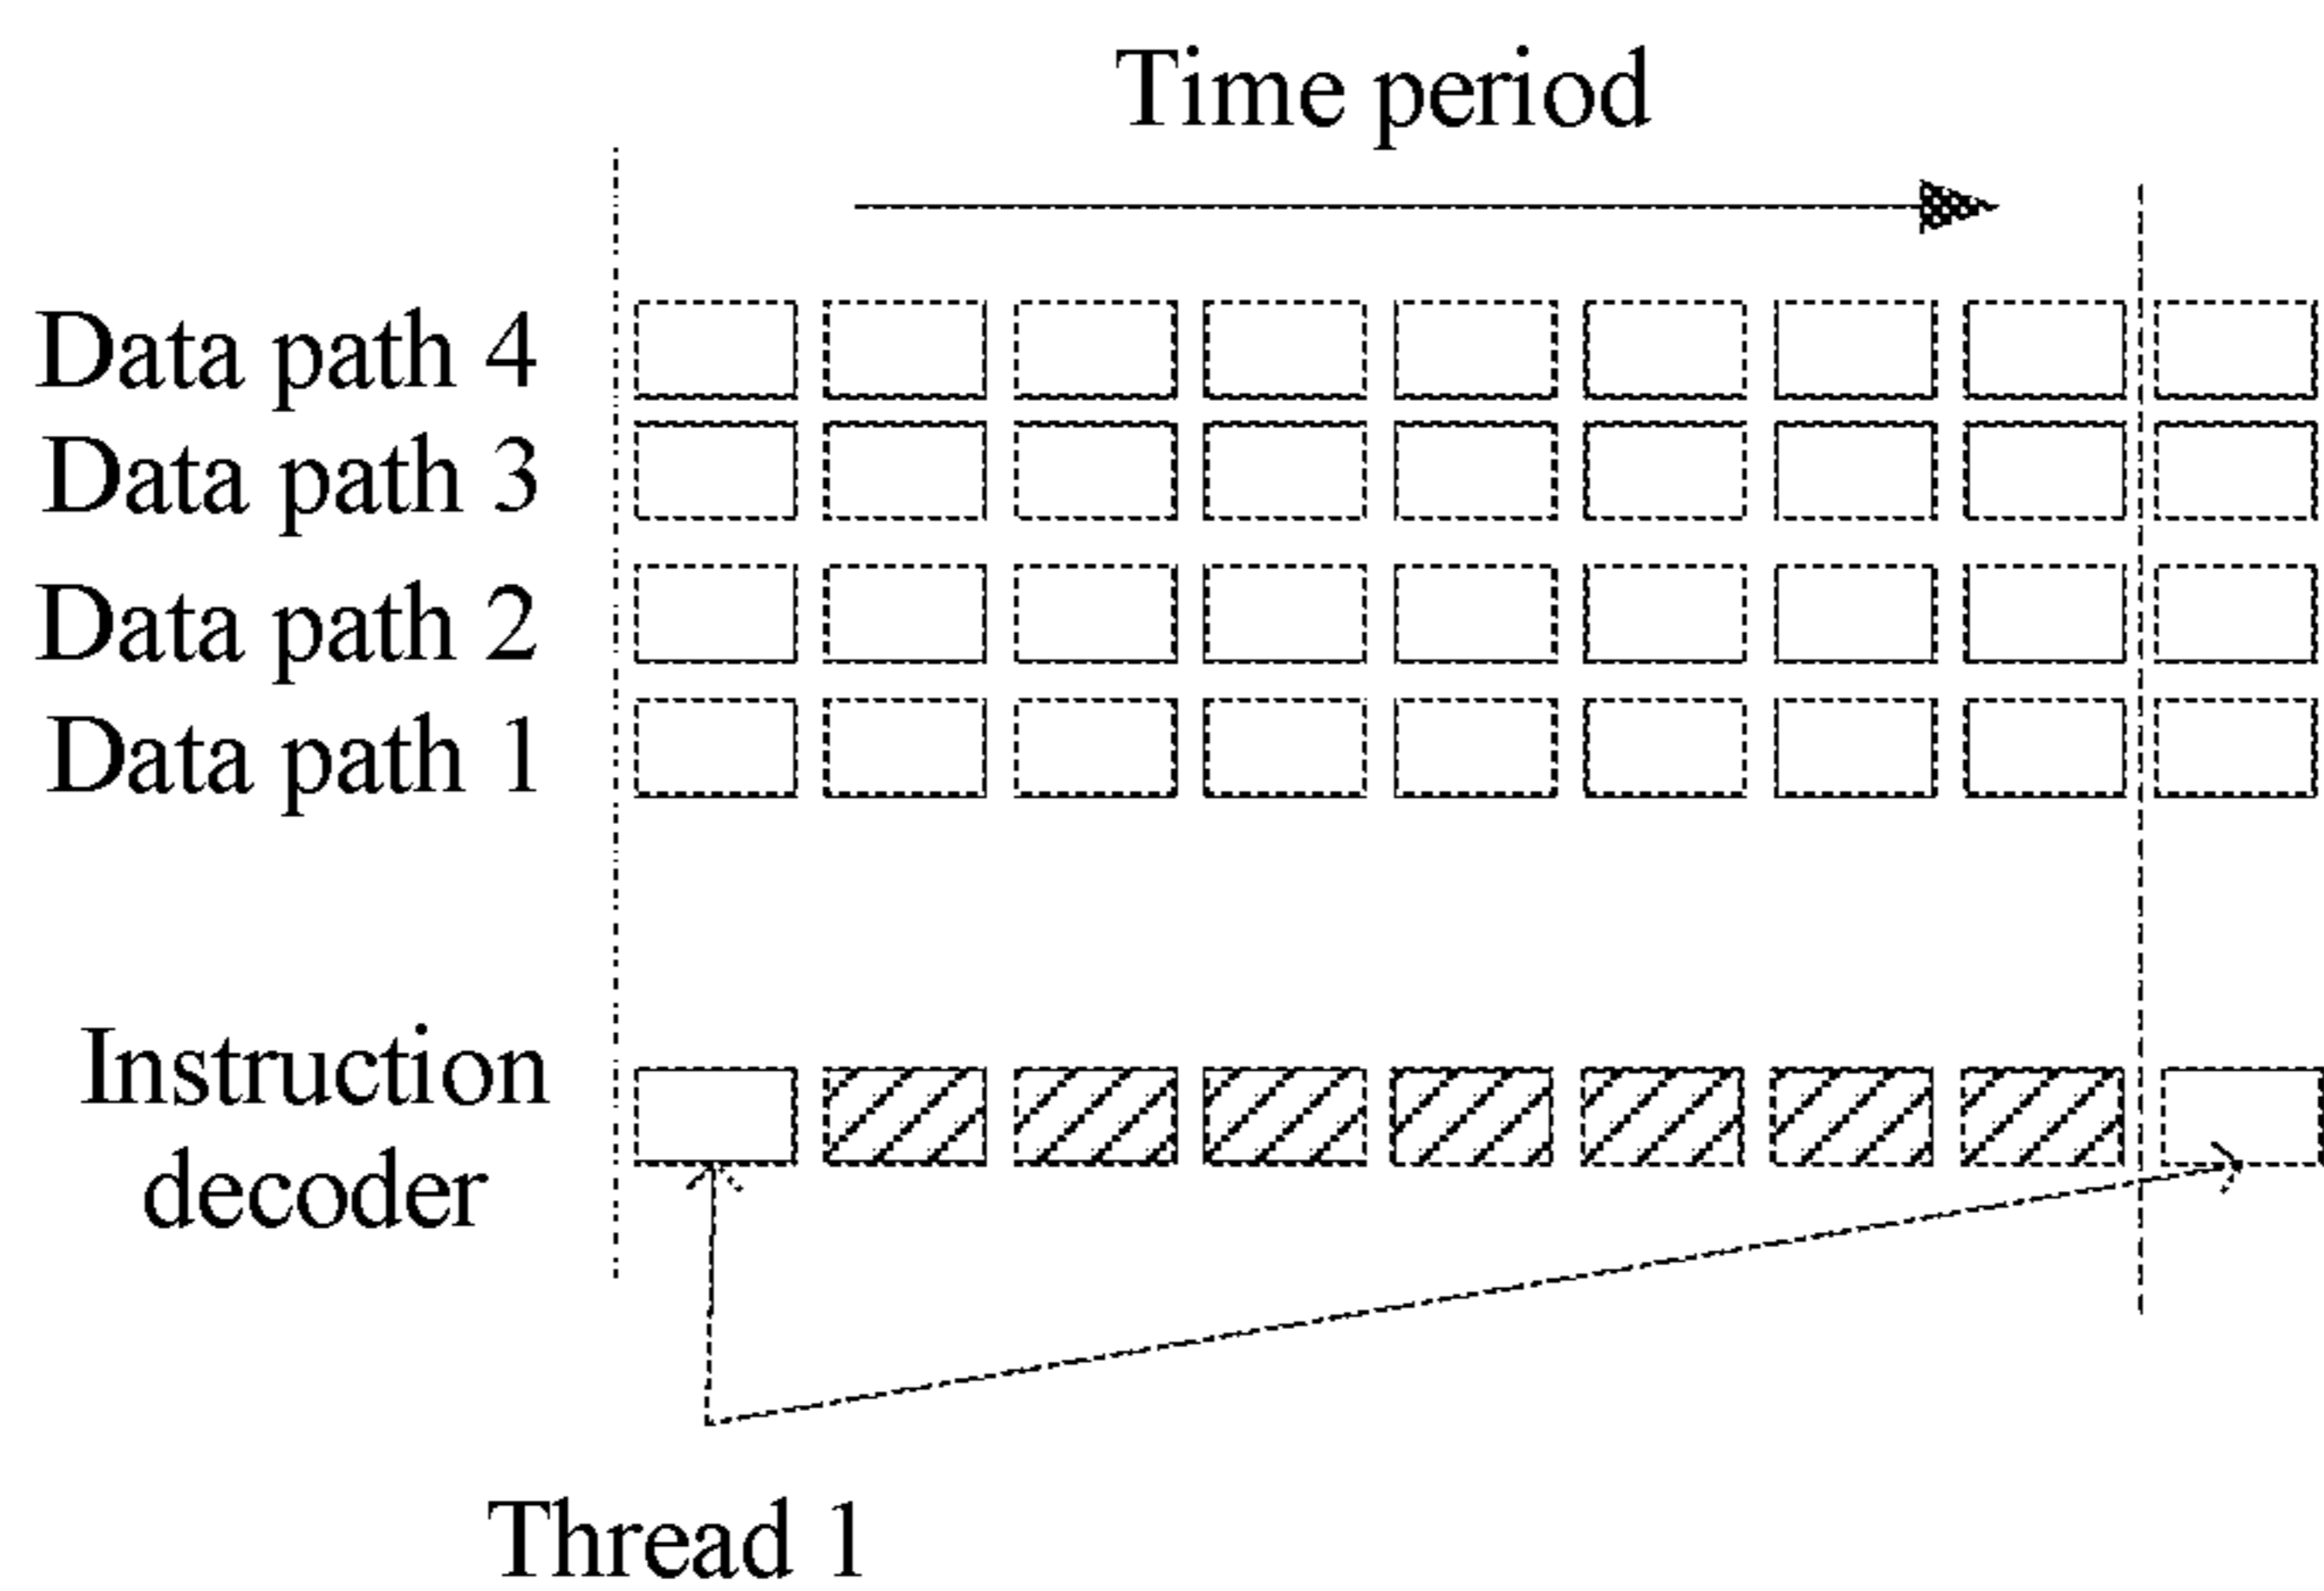 Time period
Data path 4
Data path 3
Data path 2
Data path 1
Instruction
decoder
Thread 1